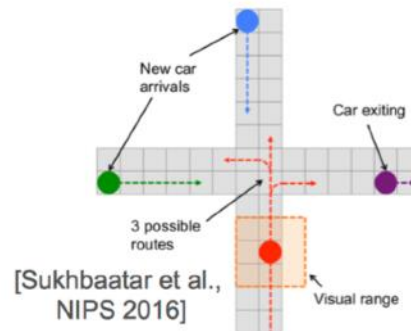 New car
arrivals
Car exiting
3 possible
routes
Visual range
[Sukhbaatar et al.,
NIPS 2016]